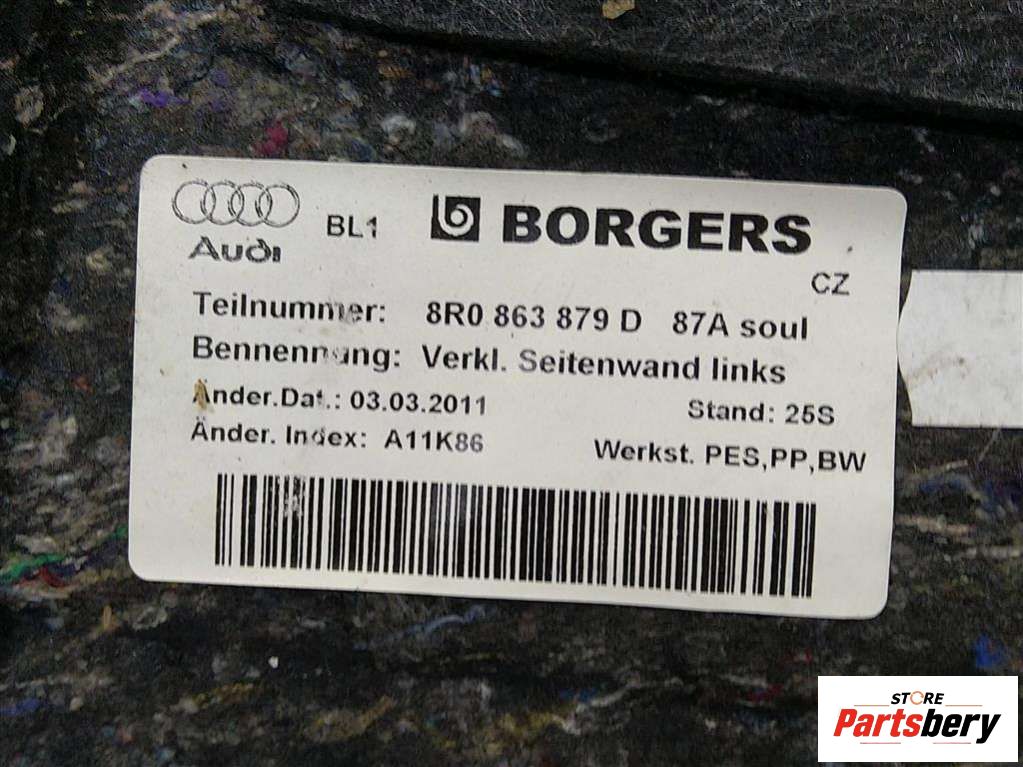 Audi BL1 BORGERS
CZ
Teilnummer: 8R0 863 879 D 87A soul
Bennennung: Verkl. Seitenwand links
Änder.Dat.: 03.03.2011 Stand: 25S
Änder. Index: A11K86 Werkst. PES,PP,BW
STORE
Partsbery